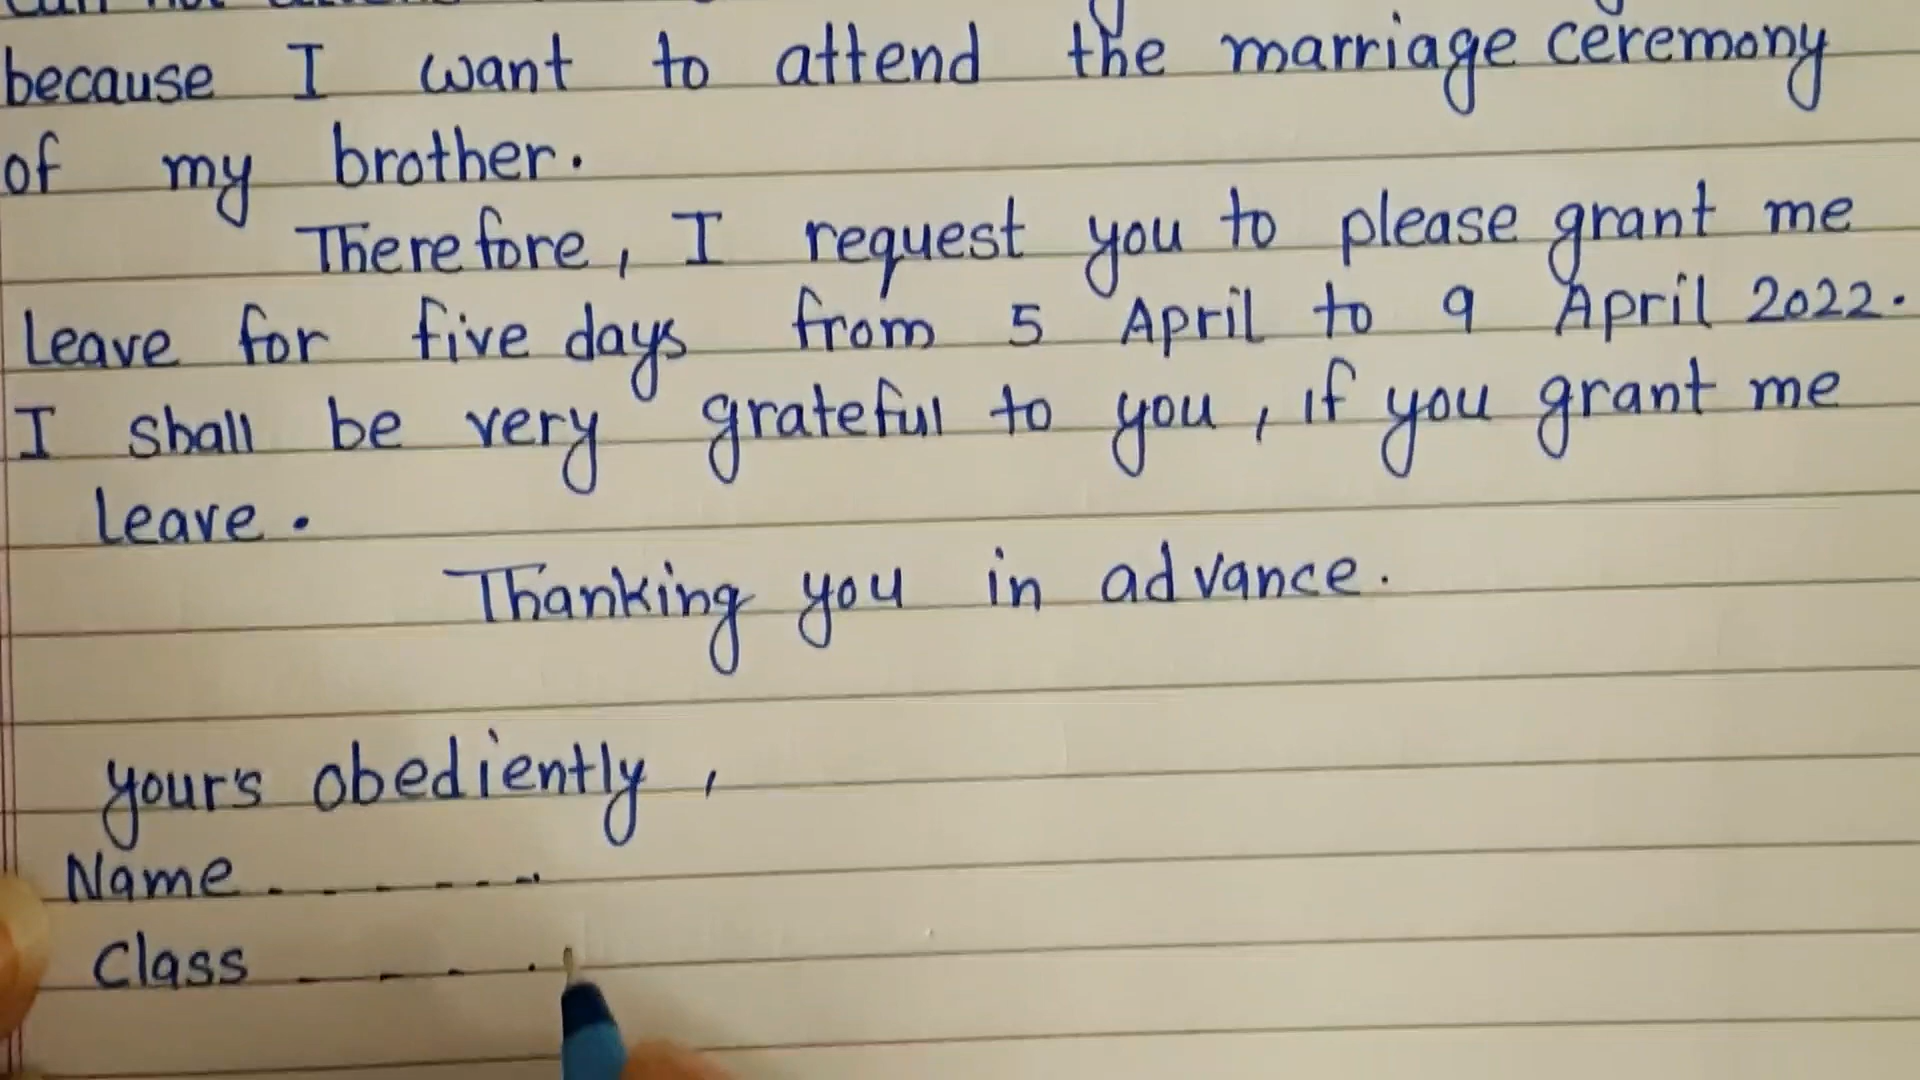 because I want to attend the marriage ceremony
of my brother.
Therefore, I request you to please grant me
leave for five days from 5 April to 9 April 2022.
I shall be very grateful to you, if you grant me
leave.
Thanking you in advance.
your's obediently,
Name - - - - - - -
Class - - - -